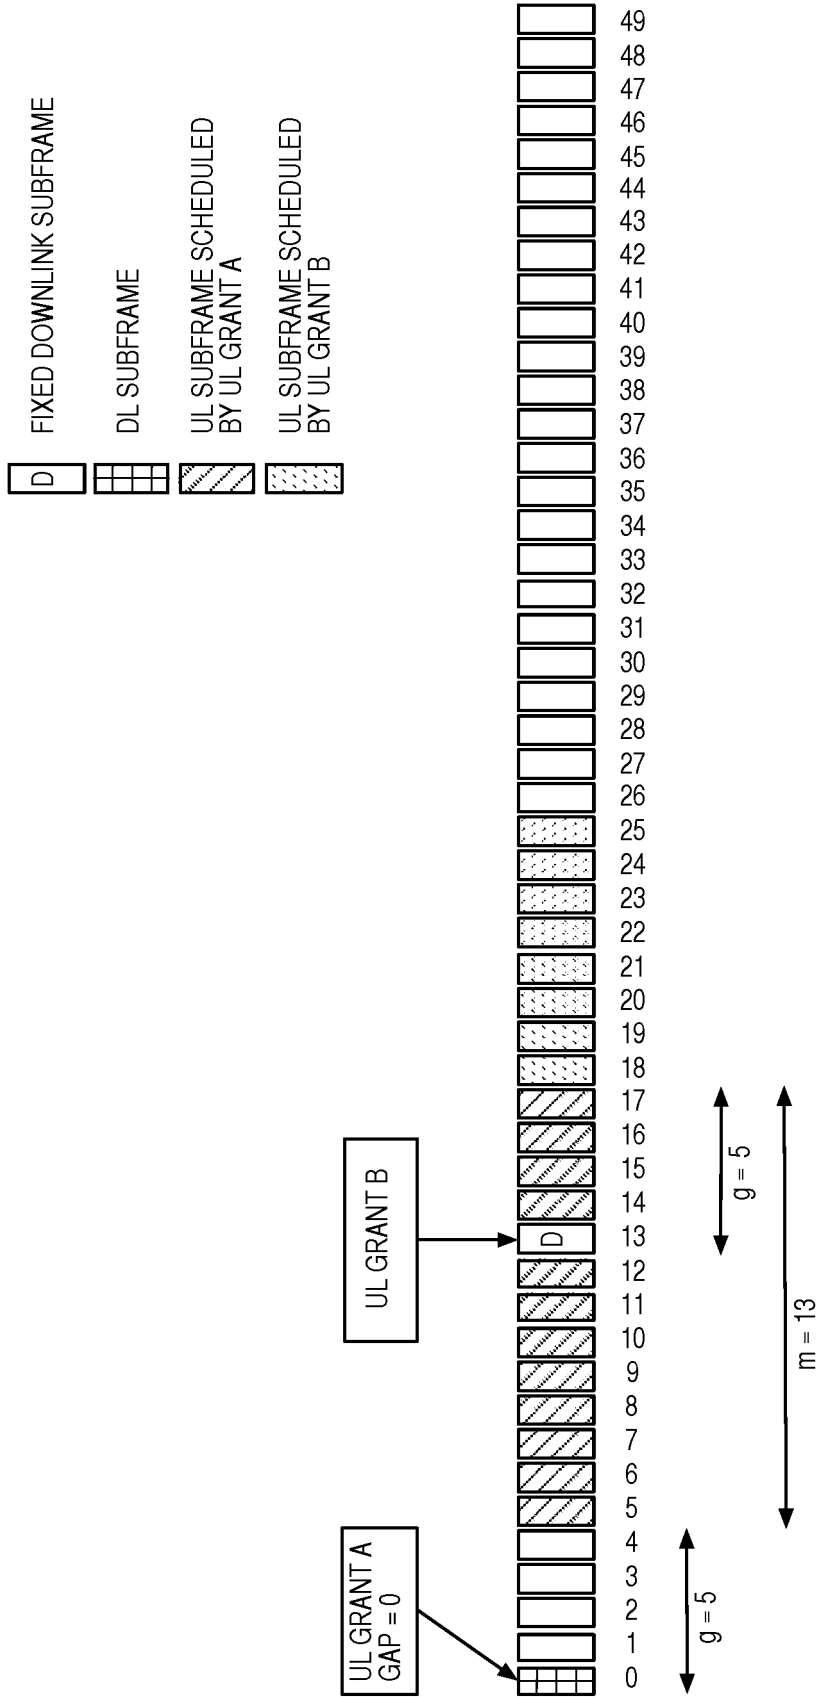 D
FIXED DOWNLINK SUBFRAME
DL SUBFRAME
UL SUBFRAME SCHEDULED
BY UL GRANT A
UL SUBFRAME SCHEDULED
BY UL GRANT B
UL GRANT A
GAP = 0
UL GRANT B
D
0 1 2 3 4 5 6 7 8 9 10 11 12 13 14 15 16 17 18 19 20 21 22 23 24 25 26 27 28 29 30 31 32 33 34 35 36 37 38 39 40 41 42 43 44 45 46 47 48 49
g = 5
g = 5
m = 13